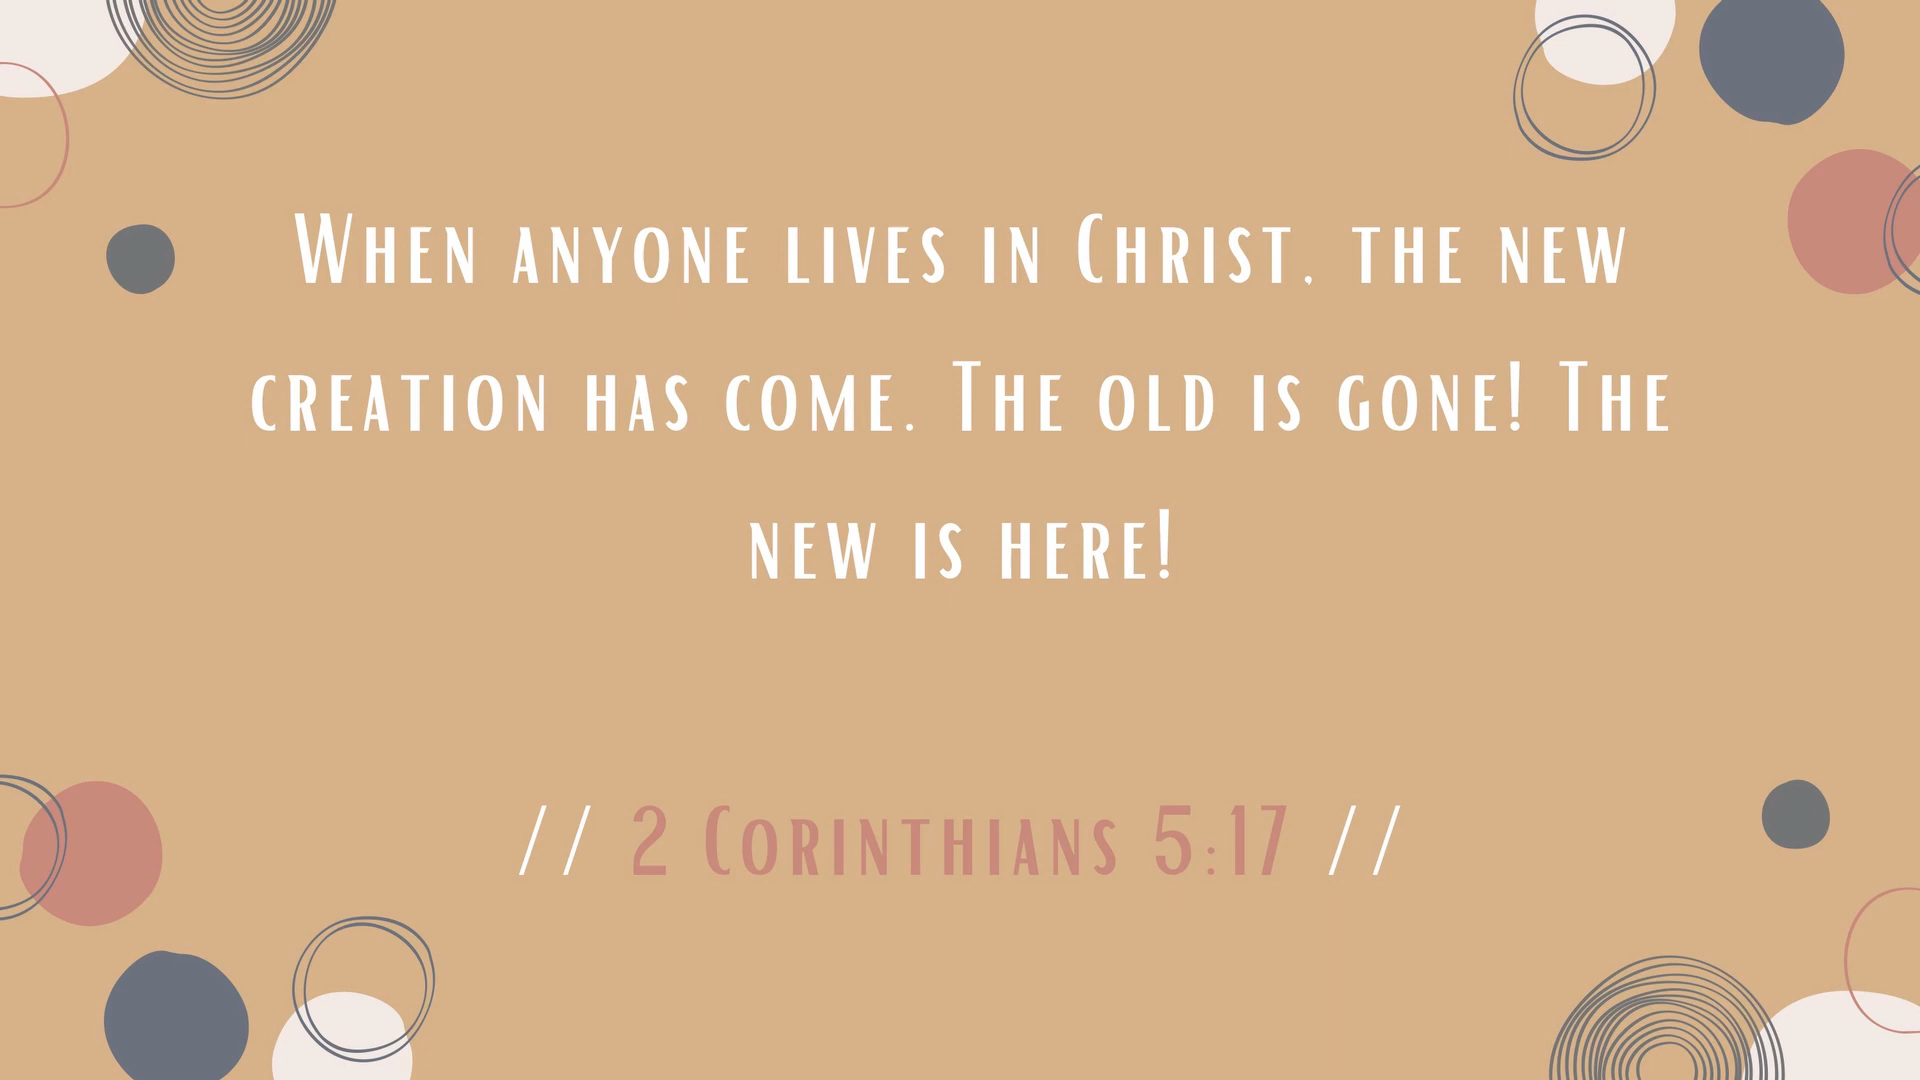 When anyone lives in Christ, the new
creation has come. The old is gone! The
new is here!
// 2 Corinthians 5:17 //